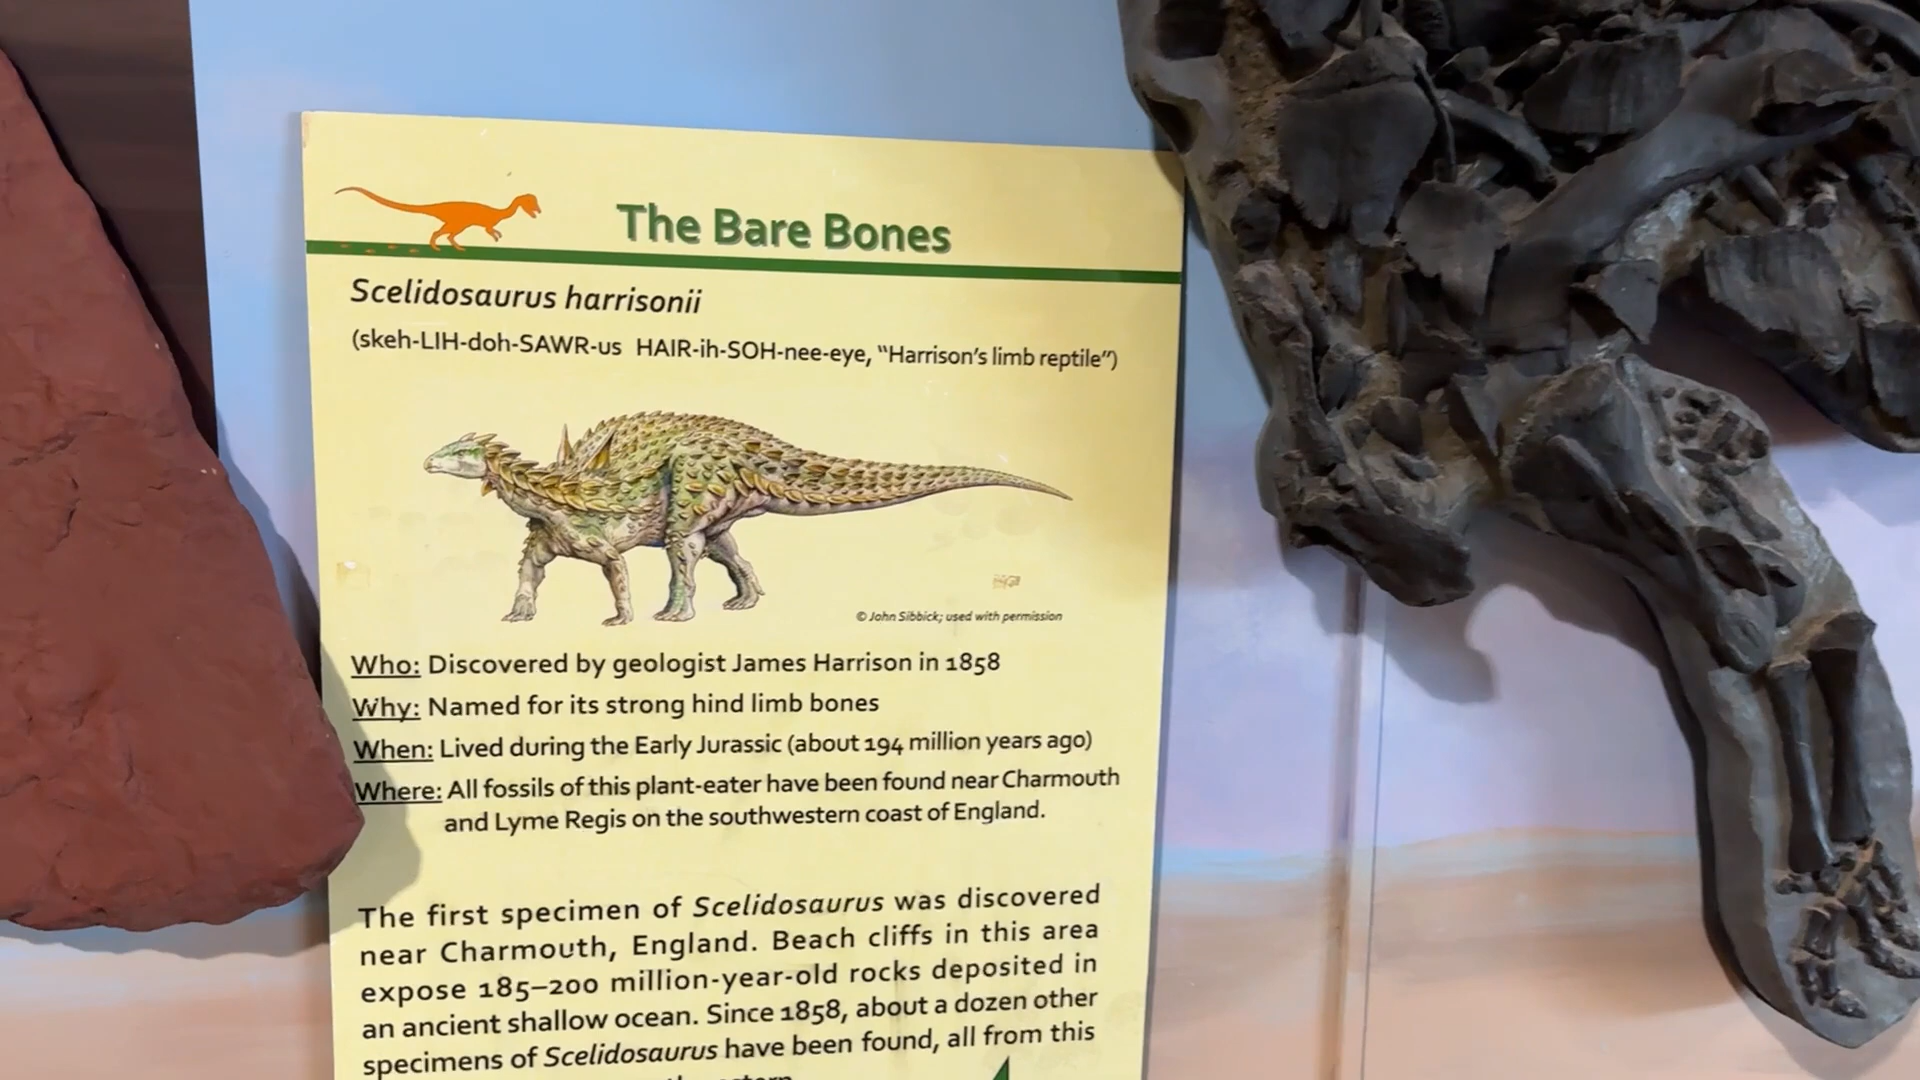 The Bare Bones
Scelidosaurus harrisonii
(skeh-LIH-doh-SAWR-us HAIR-ih-SOH-nee-eye, "Harrison's limb reptile")
© John Sibbick; used with permission
Who: Discovered by geologist James Harrison in 1858
Why: Named for its strong hind limb bones
When: Lived during the Early Jurassic (about 194 million years ago)
Where: All fossils of this plant-eater have been found near Charmouth
and Lyme Regis on the southwestern coast of England.
The first specimen of Scelidosaurus was discovered
near Charmouth, England. Beach cliffs in this area
expose 185–200 million-year-old rocks deposited in
an ancient shallow ocean. Since 1858, about a dozen other
specimens of Scelidosaurus have been found, all from this